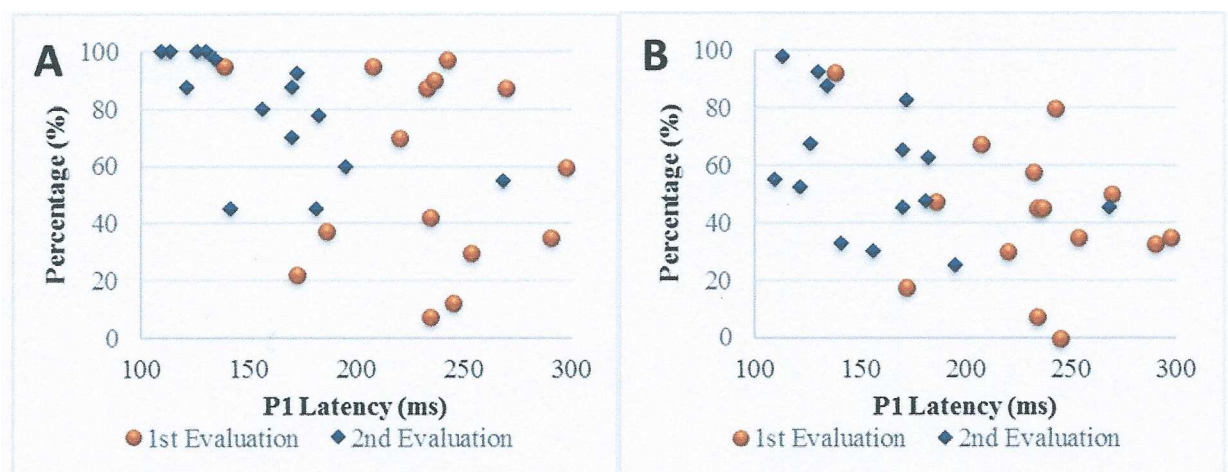 A
Percentage (%)
100
80
60
40
20
0
100 150 200 250 300
P1 Latency (ms)
1st Evaluation 2nd Evaluation
B
Percentage (%)
100
80
60
40
20
0
100 150 200 250 300
P1 Latency (ms)
1st Evaluation 2nd Evaluation